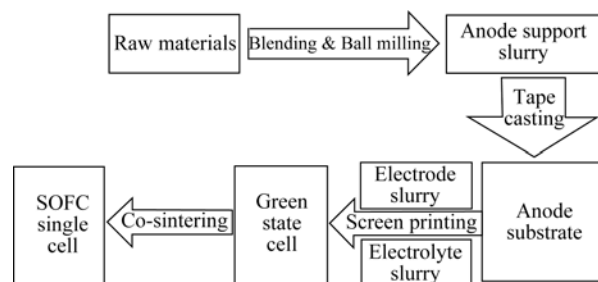 Raw materials
Blending & Ball milling
Anode support
slurry
Tape
casting
Anode
substrate
Electrode
slurry
Screen printing
Electrolyte
slurry
Green
state
cell
Co-sintering
SOFC
single
cell